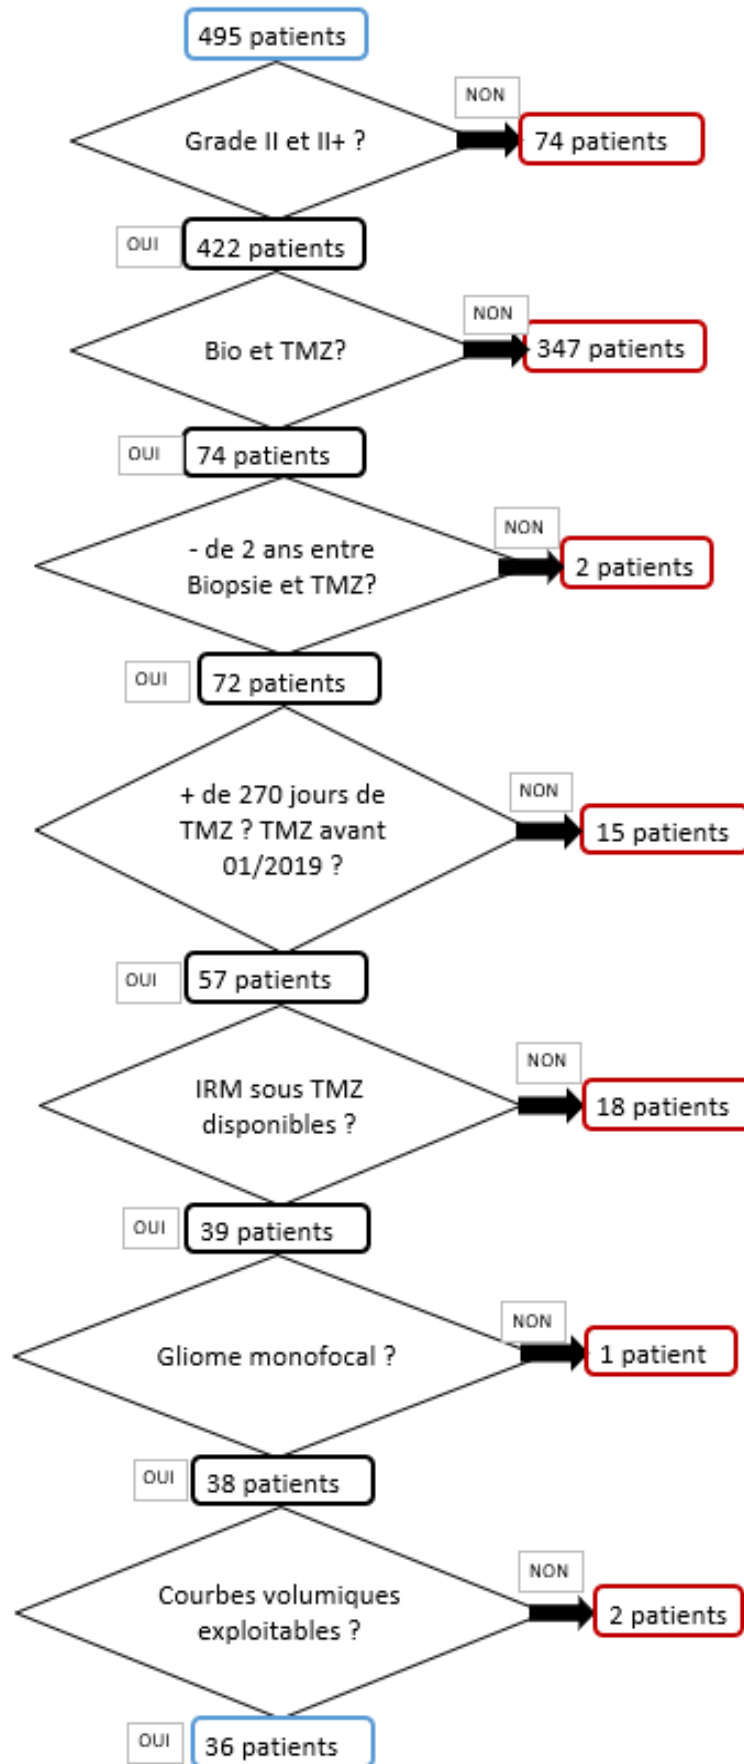 495 patients
NON
Grade II et II+ ?
74 patients
OUI
422 patients
NON
Bio et TMZ?
347 patients
OUI
74 patients
NON
- de 2 ans entre
Biopsie et TMZ?
2 patients
OUI
72 patients
NON
+ de 270 jours de
TMZ ? TMZ avant
01/2019 ?
15 patients
OUI
57 patients
NON
IRM sous TMZ
disponibles ?
18 patients
OUI
39 patients
NON
Gliome monofocal ?
1 patient
OUI
38 patients
NON
Courbes volumiques
exploitables ?
2 patients
OUI
36 patients